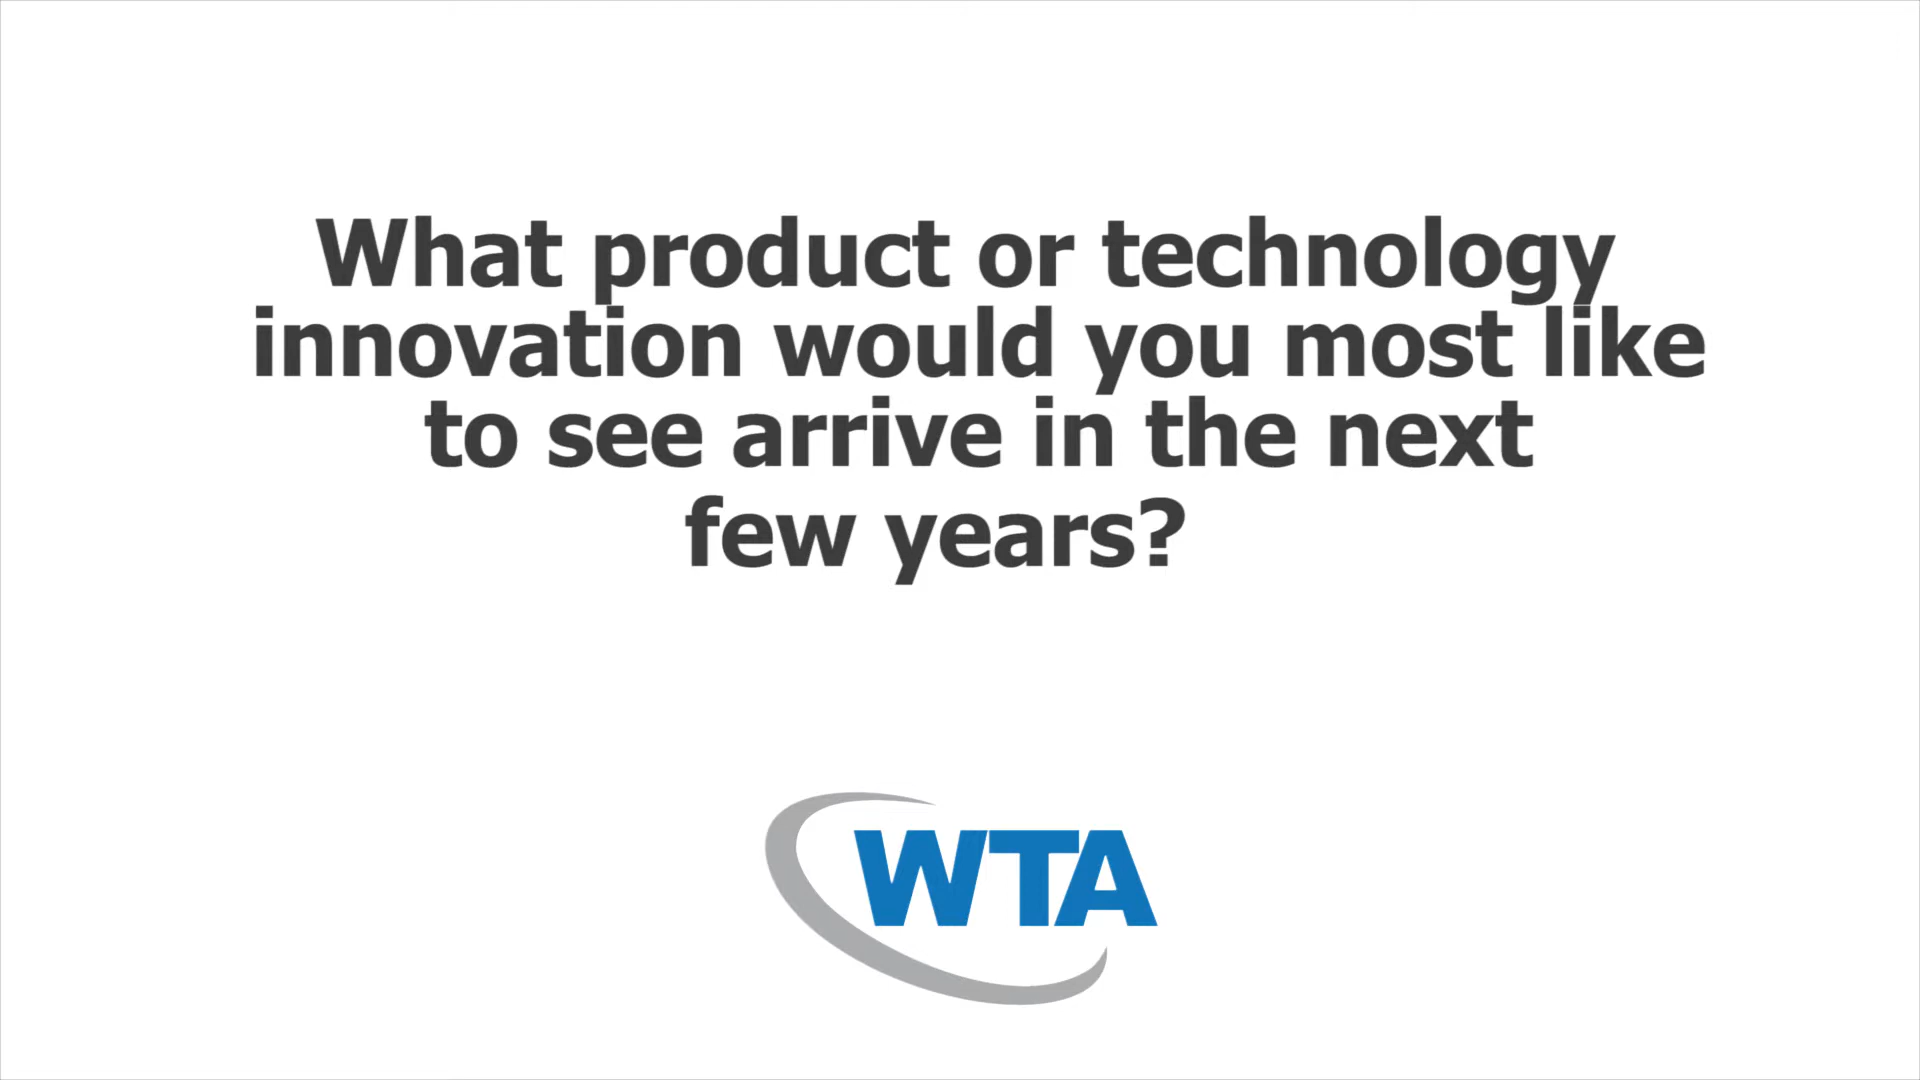 What product or technology
innovation would you most like
to see arrive in the next
few years?
WTA